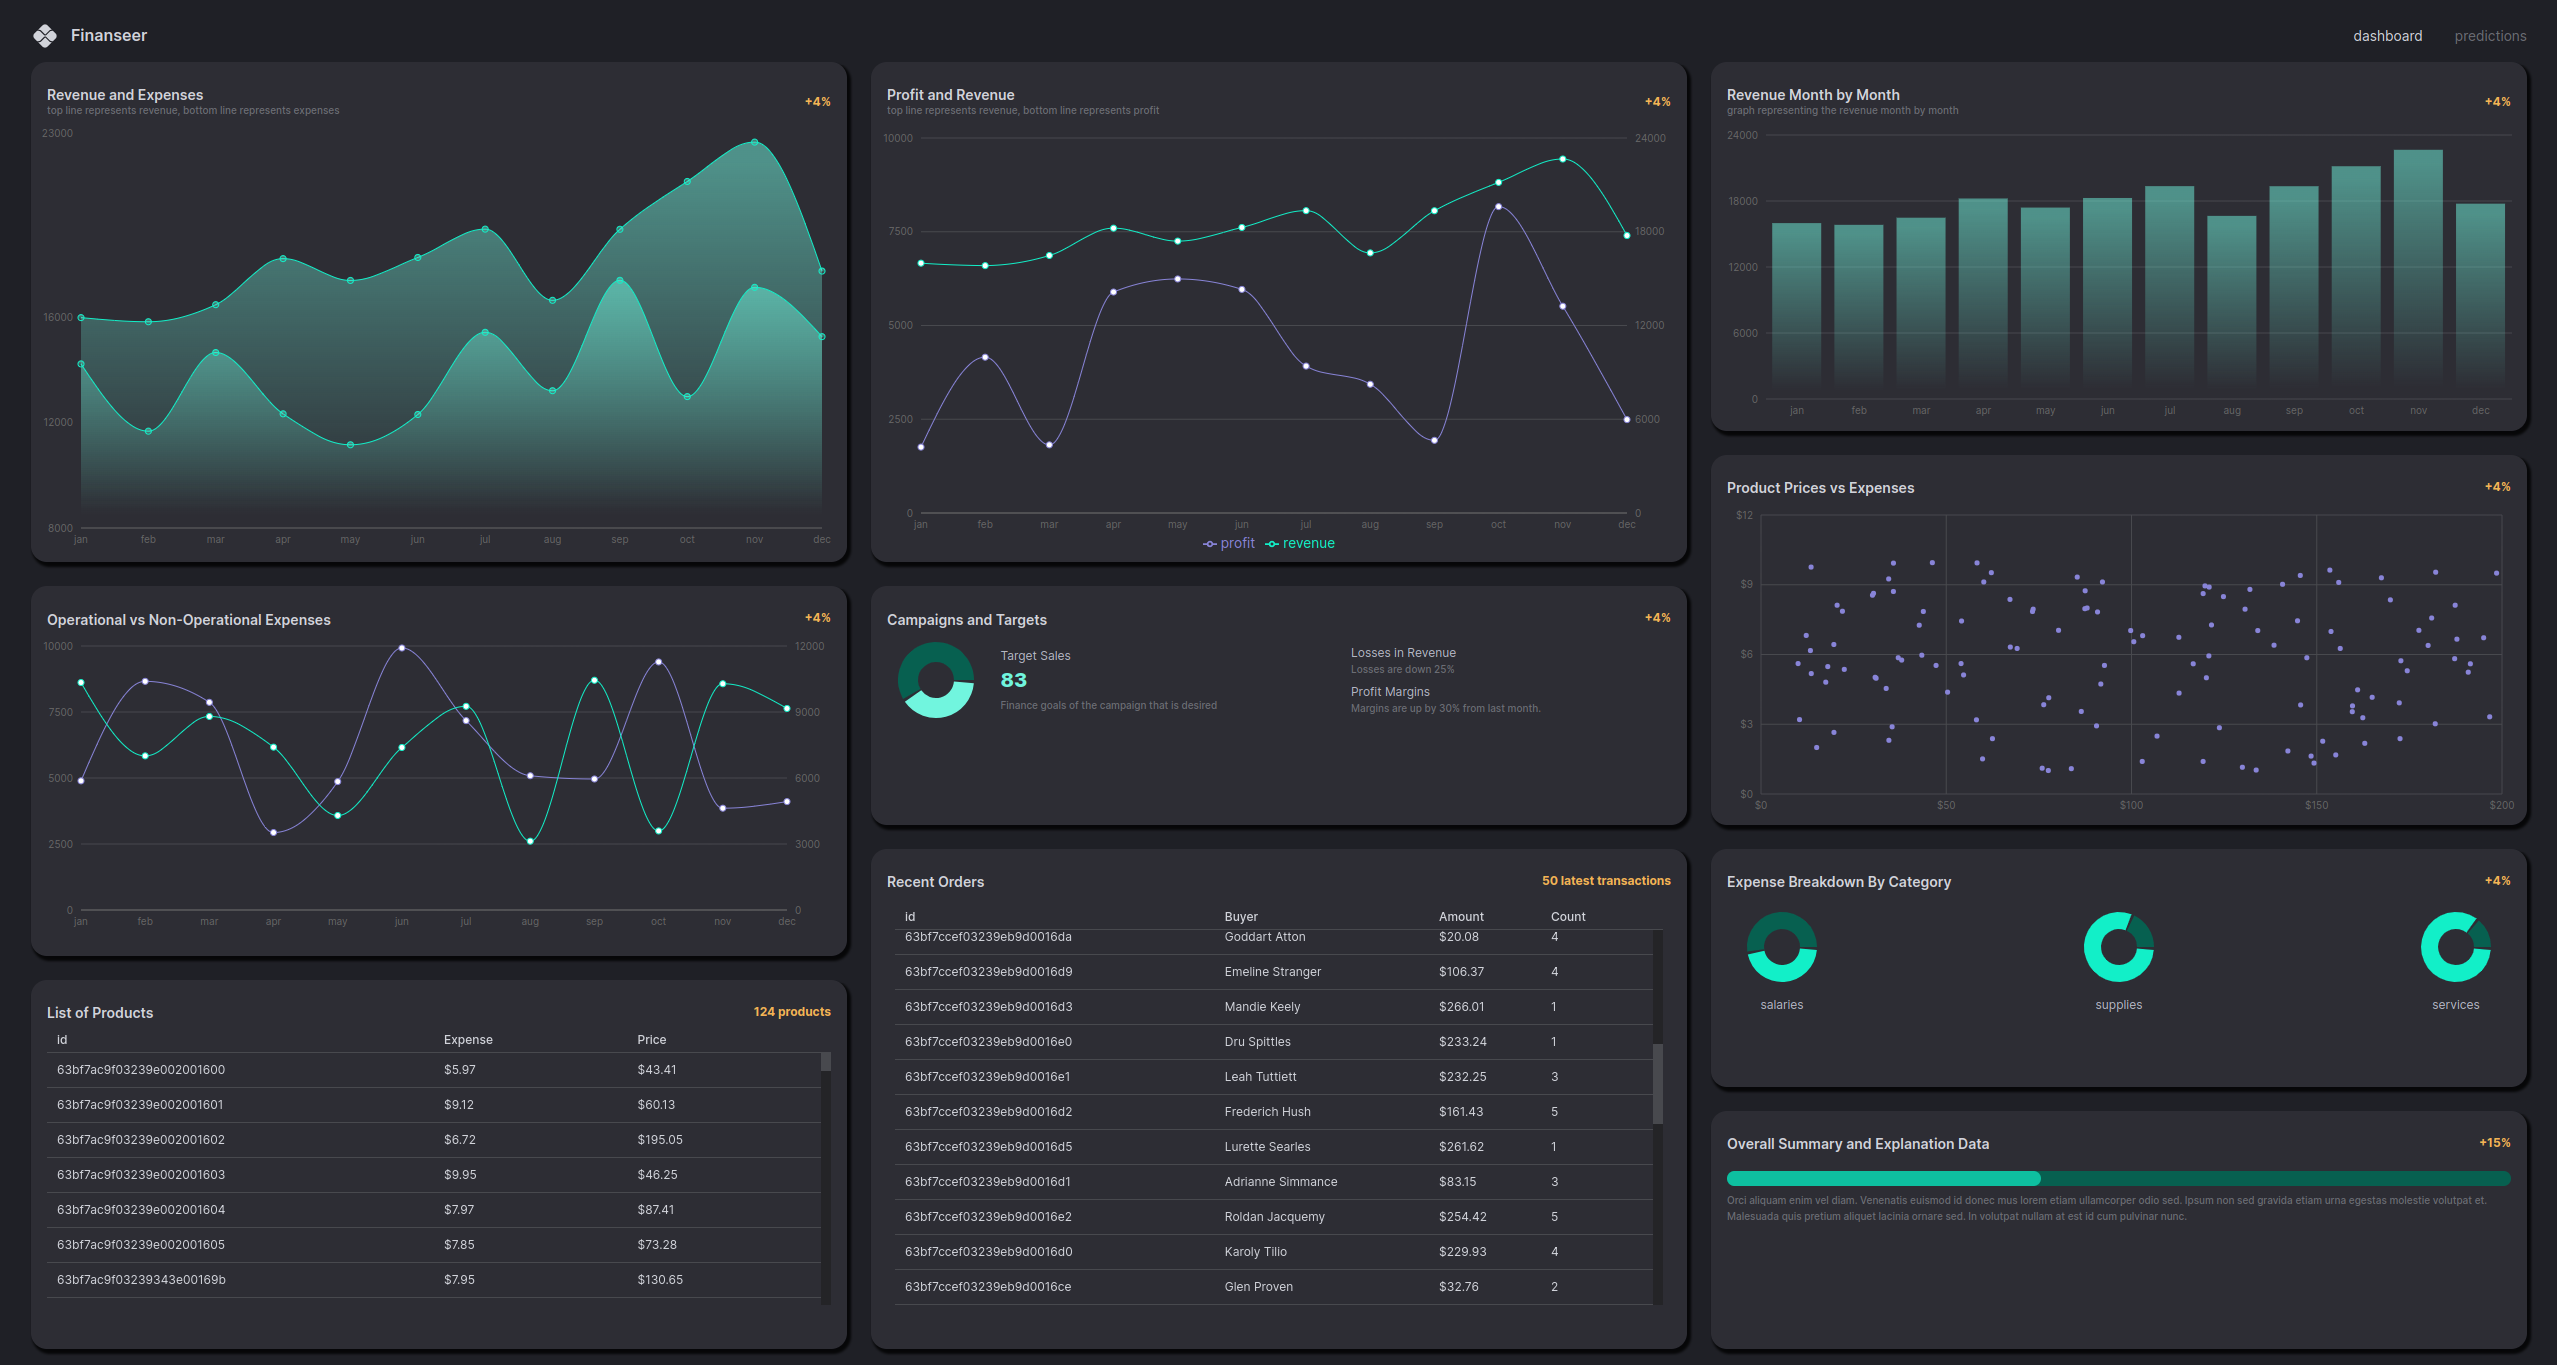 Finanseer
dashboard predictions
Revenue and Expenses
top line represents revenue, bottom line represents expenses
+4%
23000
16000
12000
8000
jan feb mar apr may jun jul aug sep oct nov dec
Profit and Revenue
top line represents revenue, bottom line represents profit
+4%
10000 24000
7500 18000
5000 12000
2500 6000
0 0
jan feb mar apr may jun jul aug sep oct nov dec
profit revenue
Revenue Month by Month
graph representing the revenue month by month
+4%
24000
18000
12000
6000
0
jan feb mar apr may jun jul aug sep oct nov dec
Operational vs Non-Operational Expenses
+4%
10000 12000
7500 9000
5000 6000
2500 3000
0 0
jan feb mar apr may jun jul aug sep oct nov dec
Campaigns and Targets
+4%
Target Sales
83
Finance goals of the campaign that is desired
Losses in Revenue
Losses are down 25%
Profit Margins
Margins are up by 30% from last month.
Product Prices vs Expenses
+4%
$12
$9
$6
$3
$0
$0 $50 $100 $150 $200
List of Products
124 products
id Expense Price
63bf7ac9f03239e002001600 $5.97 $43.41
63bf7ac9f03239e002001601 $9.12 $60.13
63bf7ac9f03239e002001602 $6.72 $195.05
63bf7ac9f03239e002001603 $9.95 $46.25
63bf7ac9f03239e002001604 $7.97 $87.41
63bf7ac9f03239e002001605 $7.85 $73.28
63bf7ac9f03239343e00169b $7.95 $130.65
Recent Orders
50 latest transactions
id Buyer Amount Count
63bf7ccef03239eb9d0016da Goddart Atton $20.08 4
63bf7ccef03239eb9d0016d9 Emeline Stranger $106.37 4
63bf7ccef03239eb9d0016d3 Mandie Keely $266.01 1
63bf7ccef03239eb9d0016e0 Dru Spittles $233.24 1
63bf7ccef03239eb9d0016e1 Leah Tuttiett $232.25 3
63bf7ccef03239eb9d0016d2 Frederich Hush $161.43 5
63bf7ccef03239eb9d0016d5 Lurette Searles $261.62 1
63bf7ccef03239eb9d0016d1 Adrianne Simmance $83.15 3
63bf7ccef03239eb9d0016e2 Roldan Jacquemy $254.42 5
63bf7ccef03239eb9d0016d0 Karoly Tilio $229.93 4
63bf7ccef03239eb9d0016ce Glen Proven $32.76 2
Expense Breakdown By Category
+4%
salaries supplies services
Overall Summary and Explanation Data
+15%
Orci aliquam enim vel diam. Venenatis euismod id donec mus lorem etiam ullamcorper odio sed. Ipsum non sed gravida etiam urna egestas molestie volutpat et.
Malesuada quis pretium aliquet lacinia ornare sed. In volutpat nullam at est id cum pulvinar nunc.